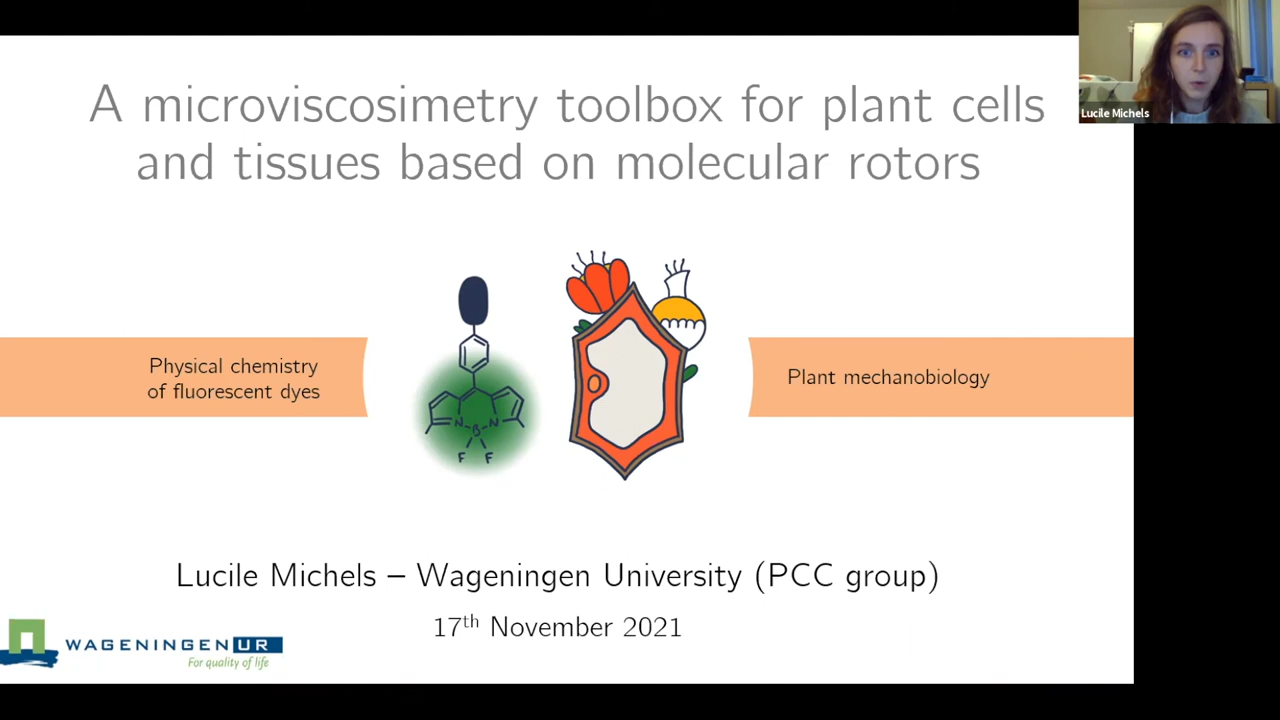 A microviscosimetry toolbox for plant cells
and tissues based on molecular rotors
Lucile Michels
Physical chemistry
of fluorescent dyes
N
B
N
F
F
Plant mechanobiology
Lucile Michels – Wageningen University (PCC group)
17th November 2021
WAGENINGEN UR
For quality of life